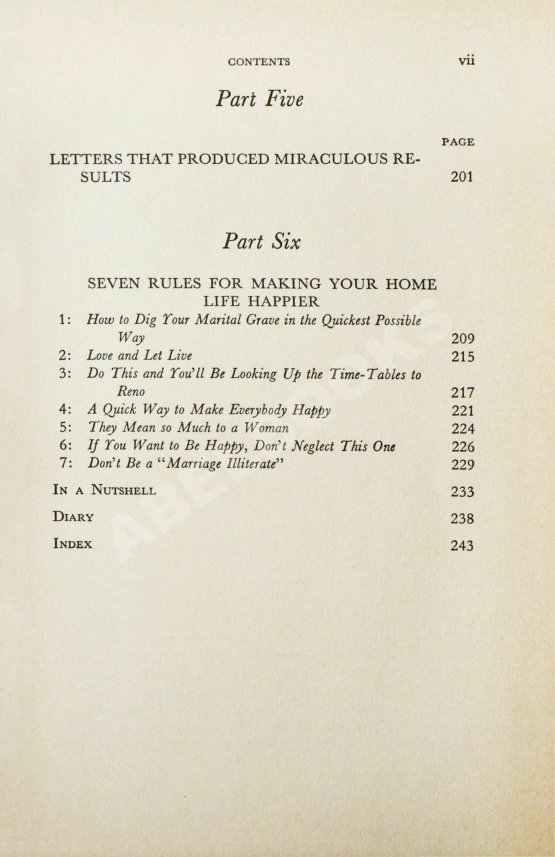 CONTENTS vii
Part Five
PAGE
LETTERS THAT PRODUCED MIRACULOUS RE-
SULTS 201
Part Six
SEVEN RULES FOR MAKING YOUR HOME
LIFE HAPPIER
1: How to Dig Your Marital Grave in the Quickest Possible
Way 209
2: Love and Let Live 215
3: Do This and You'll Be Looking Up the Time-Tables to
Reno 217
4: A Quick Way to Make Everybody Happy 221
5: They Mean so Much to a Woman 224
6: If You Want to Be Happy, Don't Neglect This One 226
7: Don't Be a "Marriage Illiterate" 229
IN A NUTSHELL 233
DIARY 238
INDEX 243